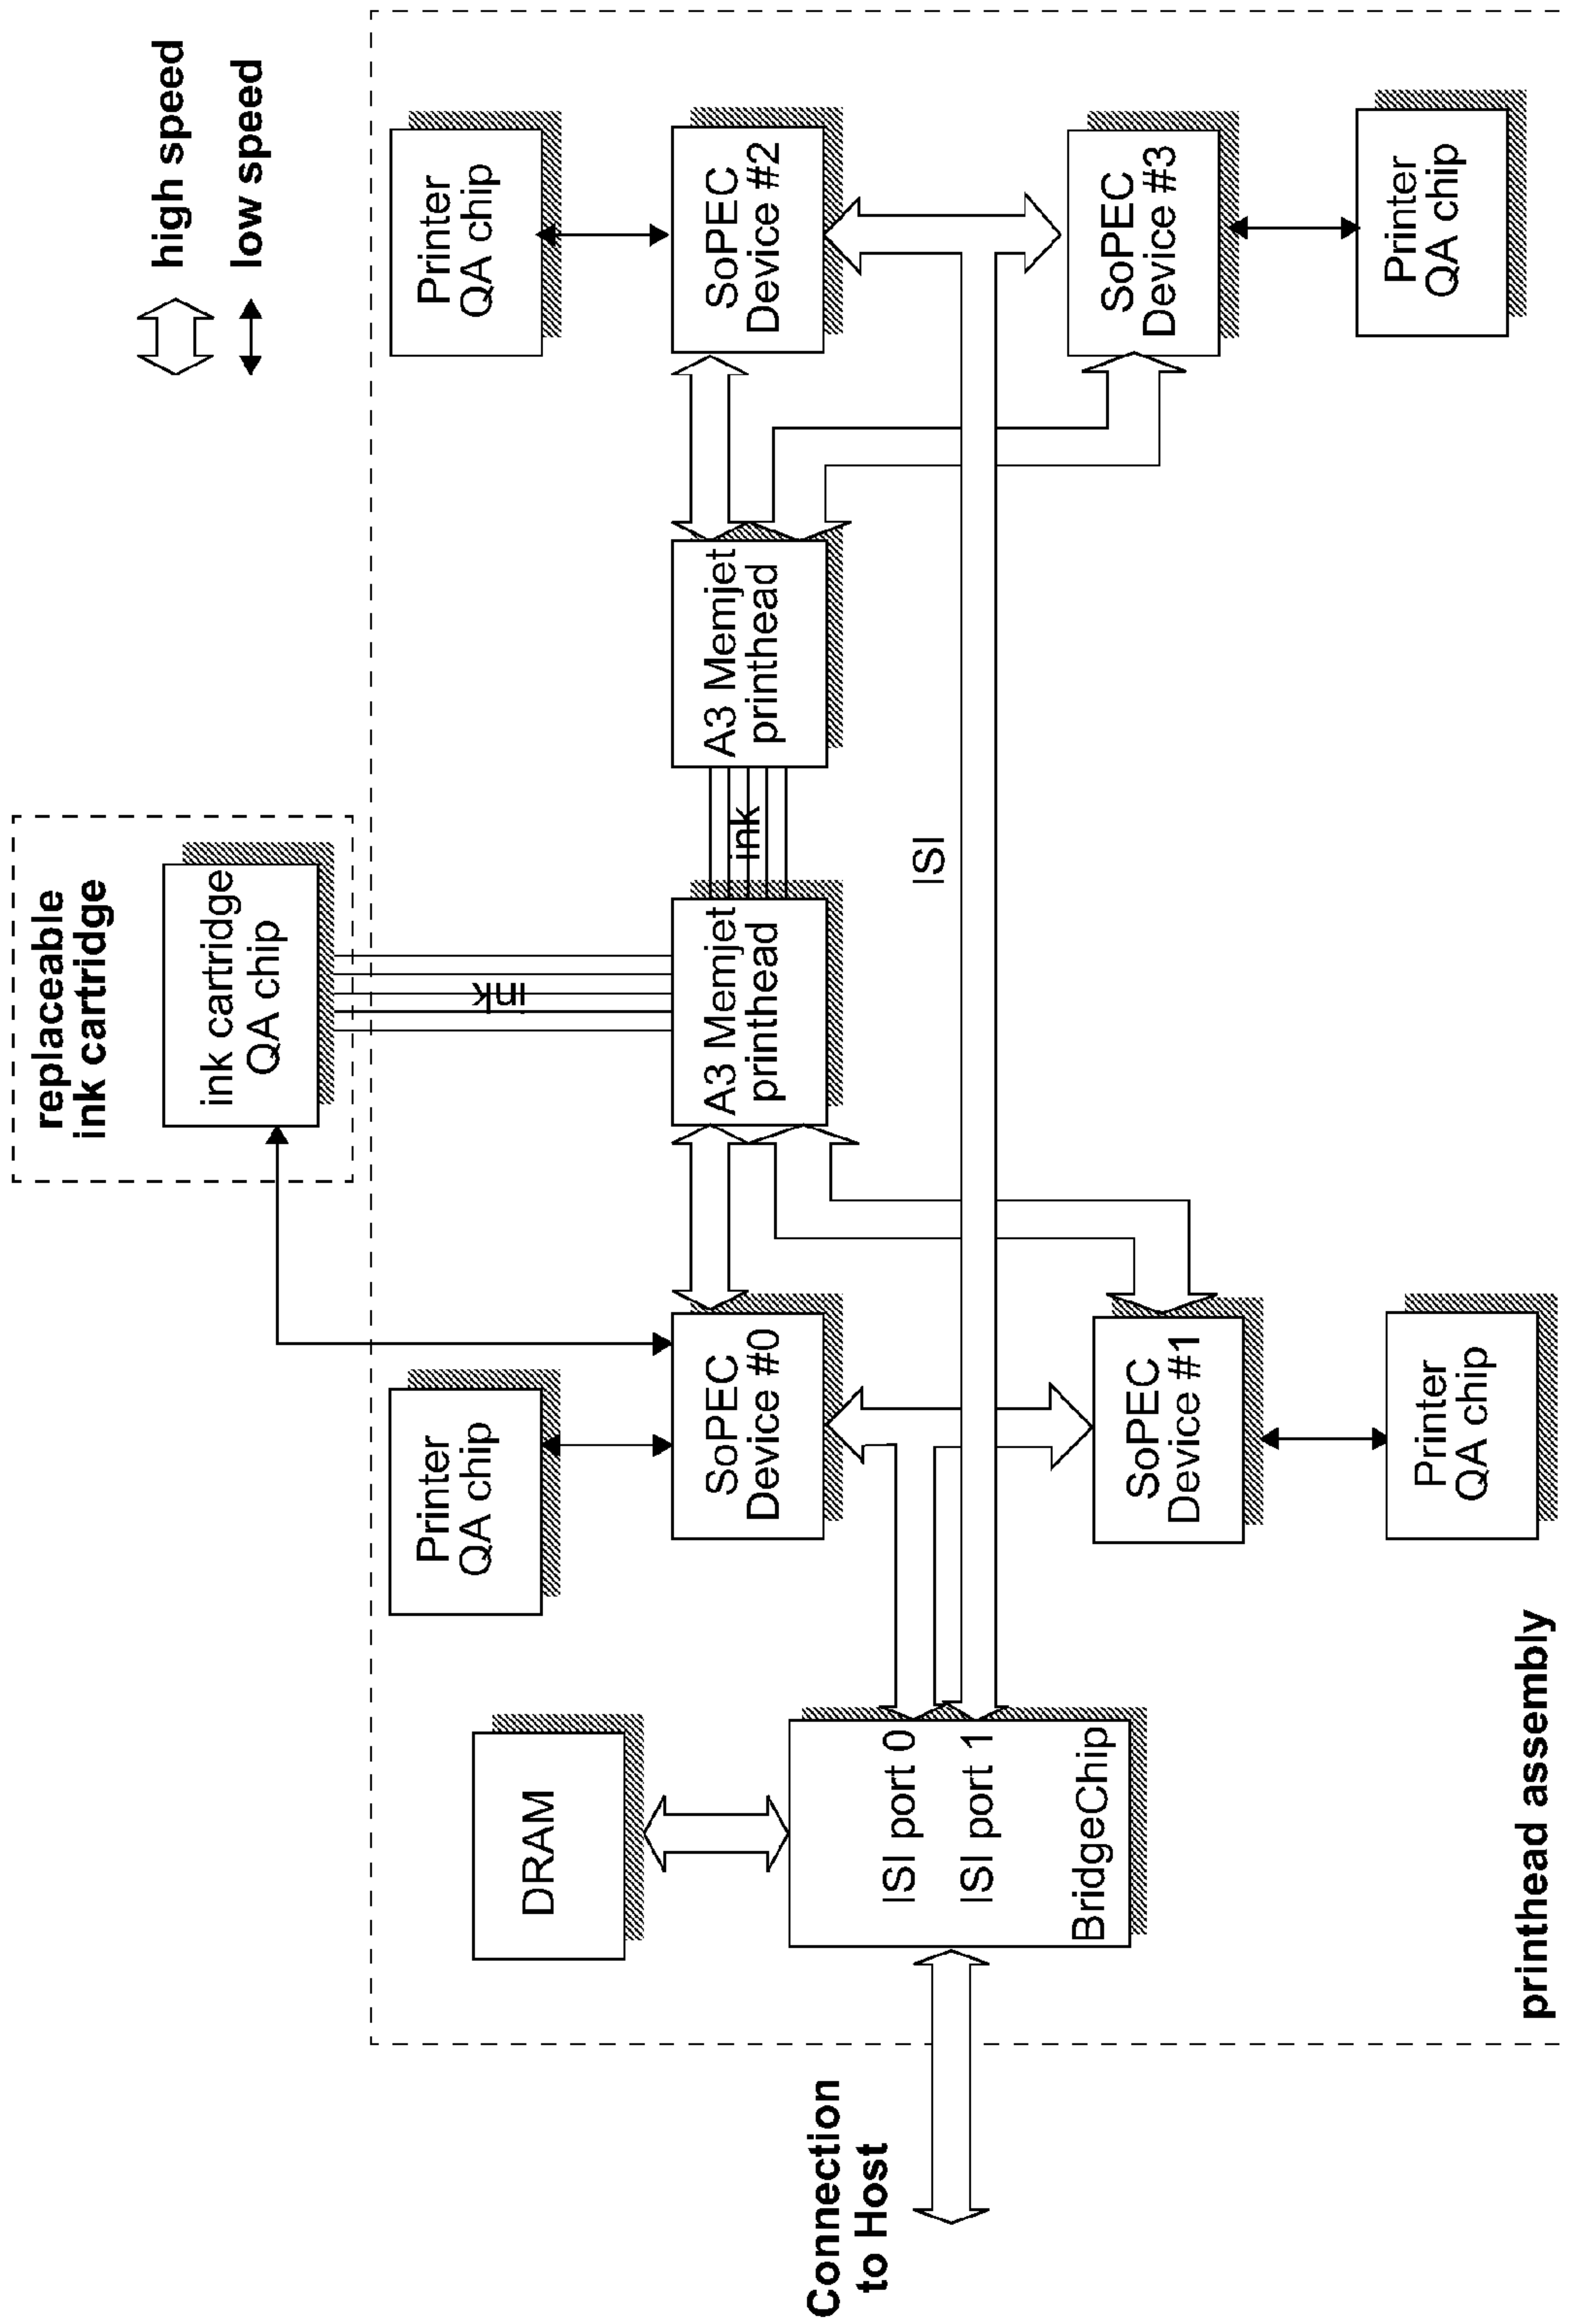 replaceable
ink cartridge
high speed
low speed
ink cartridge
QA chip
Printer
QA chip
Printer
QA chip
ink
DRAM
SoPEC
Device #0
A3 Memjet
printhead
ink
A3 Memjet
printhead
SoPEC
Device #2
Connection
to Host
ISI port 0
ISI port 1
BridgeChip
ISI
SoPEC
Device #1
SoPEC
Device #3
Printer
QA chip
Printer
QA chip
printhead assembly